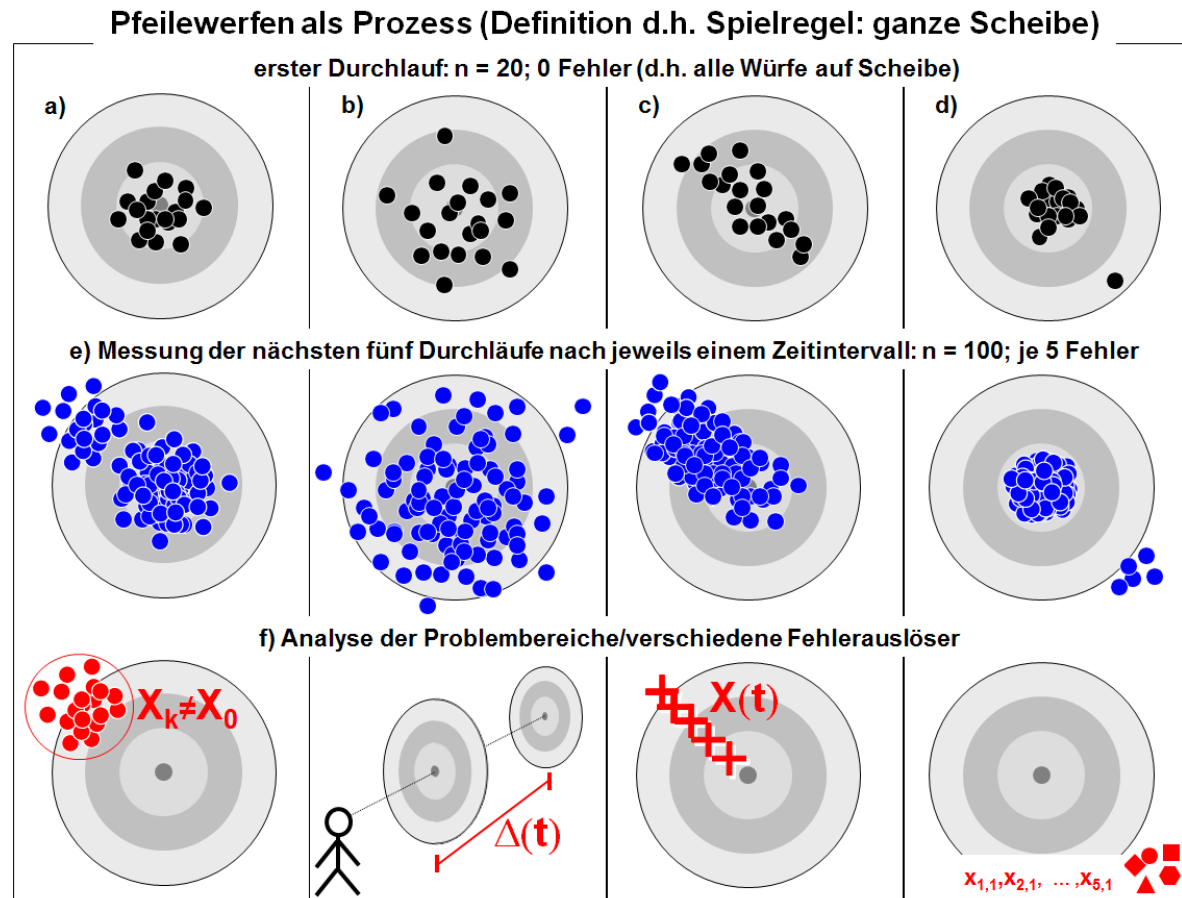 Pfeilewerfen als Prozess (Definition d.h. Spielregel: ganze Scheibe)
erster Durchlauf: n = 20; 0 Fehler (d.h. alle Würfe auf Scheibe)
a)
b)
c)
d)
e) Messung der nächsten fünf Durchläufe nach jeweils einem Zeitintervall: n = 100; je 5 Fehler
f) Analyse der Problembereiche/verschiedene Fehlerauslöser
Xk≠X0
Δ(t)
X(t)
x1,1,x2,1, ... ,x5,1